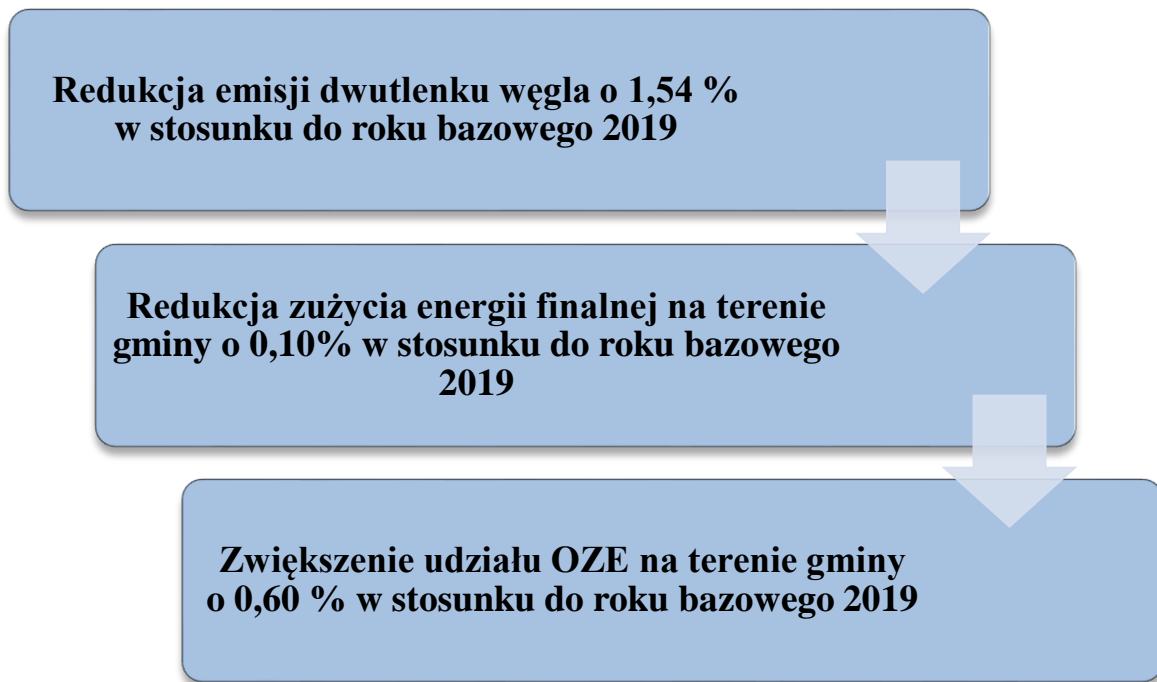 Redukcja emisji dwutlenku węgla o 1,54 %
w stosunku do roku bazowego 2019
Redukcja zużycia energii finalnej na terenie
gminy o 0,10% w stosunku do roku bazowego
2019
Zwiększenie udziału OZE na terenie gminy
o 0,60 % w stosunku do roku bazowego 2019